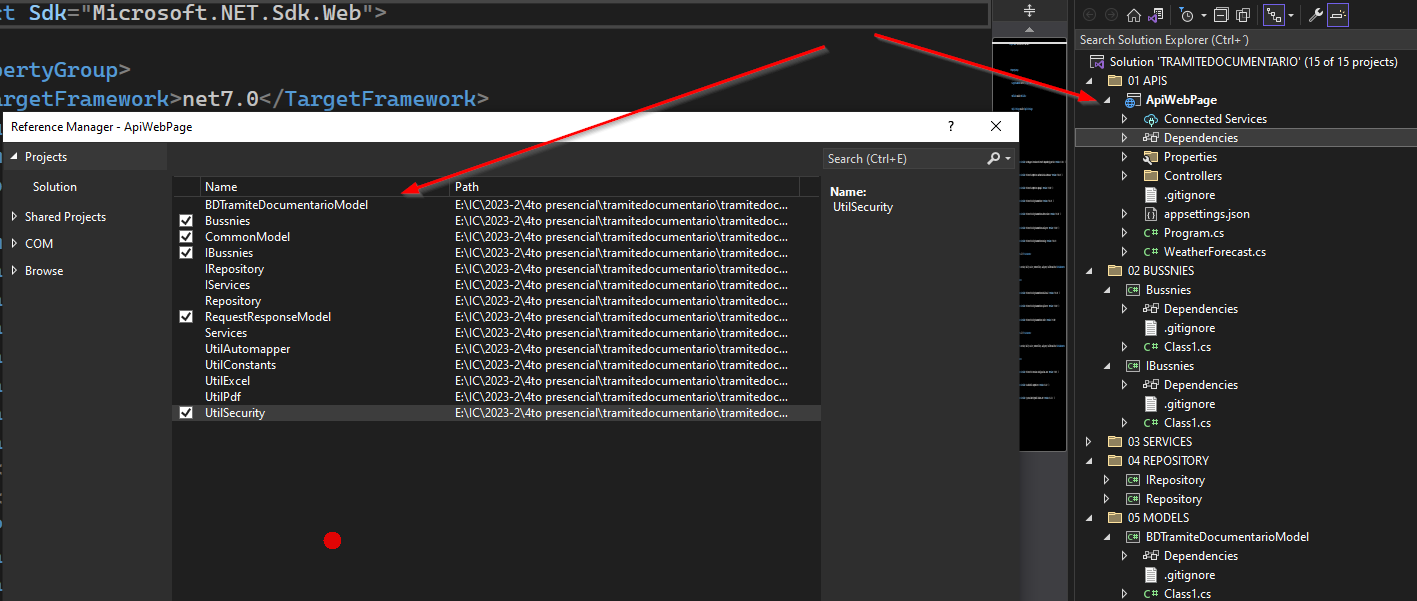 ct Sdk="Microsoft.NET.Sdk.Web">
pertyGroup>
argetFramework>net7.0</TargetFramework>
Reference Manager - ApiWebPage
?
Projects
Solution
Shared Projects
COM
Browse
Search (Ctrl+E)
Name Path
BDTramiteDocumentarioModel E:\IC\2023-2\4to presencial\tramitedocumentario\tramitedoc...
Bussnies E:\IC\2023-2\4to presencial\tramitedocumentario\tramitedoc...
CommonModel E:\IC\2023-2\4to presencial\tramitedocumentario\tramitedoc...
IBussnies E:\IC\2023-2\4to presencial\tramitedocumentario\tramitedoc...
IRepository E:\IC\2023-2\4to presencial\tramitedocumentario\tramitedoc...
IServices E:\IC\2023-2\4to presencial\tramitedocumentario\tramitedoc...
Repository E:\IC\2023-2\4to presencial\tramitedocumentario\tramitedoc...
RequestResponseModel E:\IC\2023-2\4to presencial\tramitedocumentario\tramitedoc...
Services E:\IC\2023-2\4to presencial\tramitedocumentario\tramitedoc...
UtilAutomapper E:\IC\2023-2\4to presencial\tramitedocumentario\tramitedoc...
UtilConstants E:\IC\2023-2\4to presencial\tramitedocumentario\tramitedoc...
UtilExcel E:\IC\2023-2\4to presencial\tramitedocumentario\tramitedoc...
UtilPdf E:\IC\2023-2\4to presencial\tramitedocumentario\tramitedoc...
UtilSecurity E:\IC\2023-2\4to presencial\tramitedocumentario\tramitedoc...
Name:
UtilSecurity
Search Solution Explorer (Ctrl+´)
Solution 'TRAMITEDOCUMENTARIO' (15 of 15 projects)
01 APIS
ApiWebPage
Connected Services
Dependencies
Properties
Controllers
.gitignore
appsettings.json
C# Program.cs
C# WeatherForecast.cs
02 BUSSNIES
C# Bussnies
Dependencies
.gitignore
C# Class1.cs
C# IBussnies
Dependencies
.gitignore
C# Class1.cs
03 SERVICES
04 REPOSITORY
C# IRepository
C# Repository
05 MODELS
C# BDTramiteDocumentarioModel
Dependencies
.gitignore
C# Class1.cs